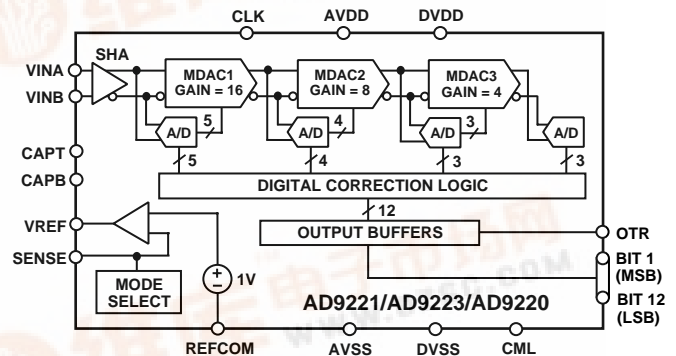 CLK AVDD DVDD
SHA
VINA
VINB
MDAC1
GAIN = 16
MDAC2
GAIN = 8
MDAC3
GAIN = 4
A/D 5
A/D 4
A/D 3
A/D
5 4 3 3
CAPT
CAPB
DIGITAL CORRECTION LOGIC
12
VREF
OUTPUT BUFFERS
OTR
SENSE
MODE
SELECT
1V
BIT 1
(MSB)
AD9221/AD9223/AD9220
BIT 12
(LSB)
REFCOM AVSS DVSS CML